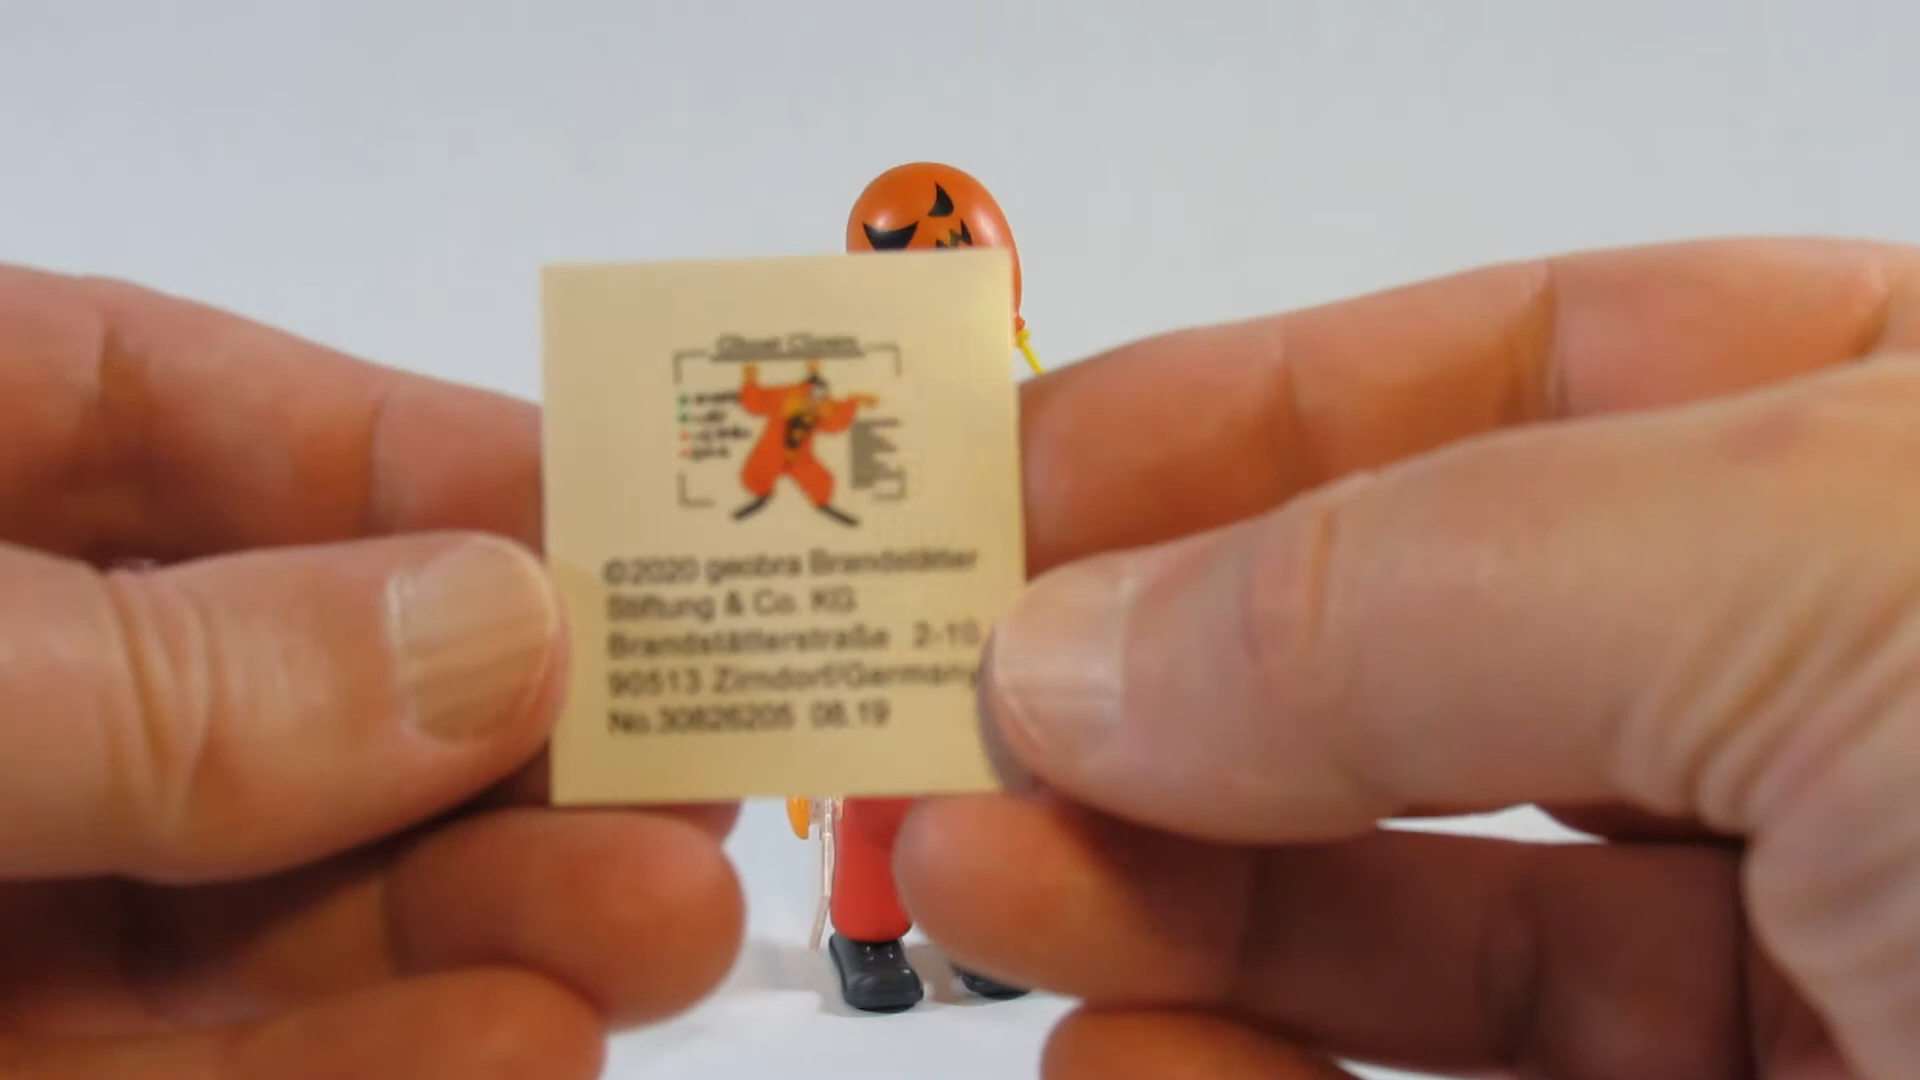 Ghost Clown
©2020 geobra Brandstätter
Stiftung & Co. KG
Brandstätterstraße 2-10
90513 Zirndorf/Germany
No.30826205 08.19